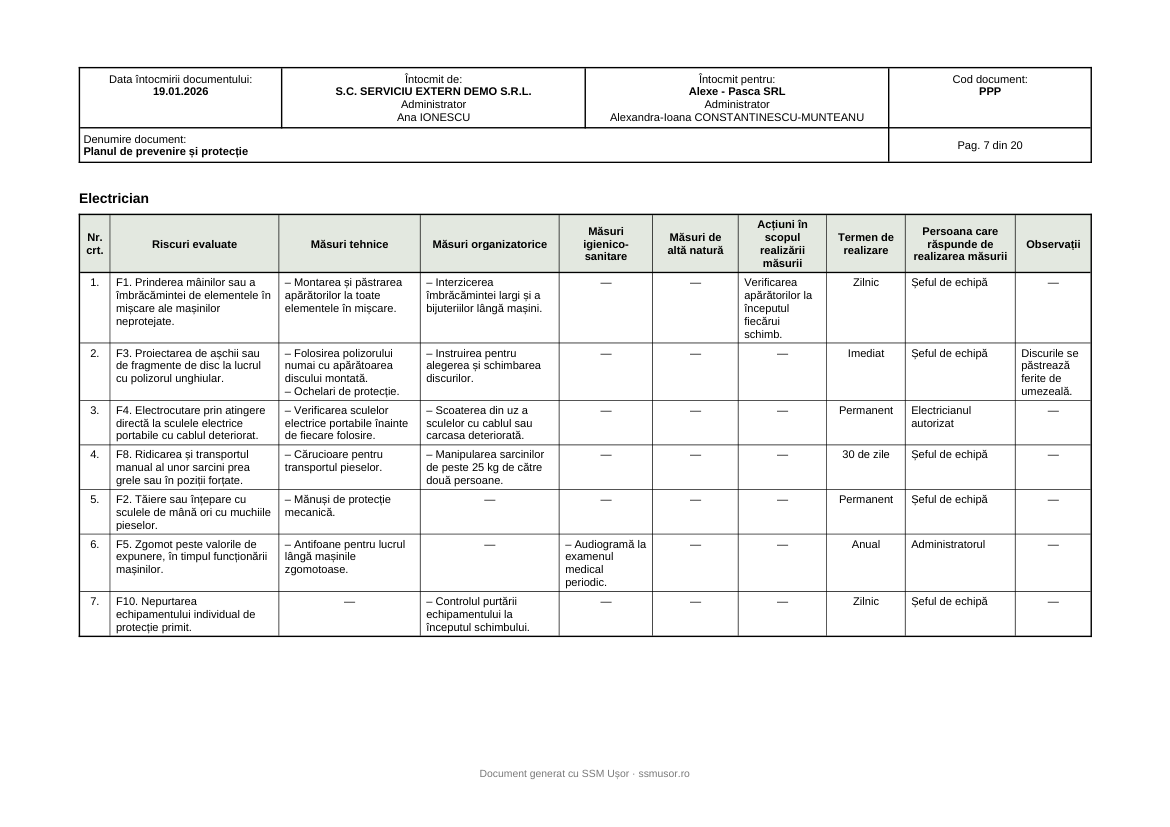 Data întocmirii documentului:
19.01.2026
Întocmit de:
S.C. SERVICIU EXTERN DEMO S.R.L.
Administrator
Ana IONESCU
Întocmit pentru:
Alexe - Pasca SRL
Administrator
Alexandra-Ioana CONSTANTINESCU-MUNTEANU
Cod document:
PPP
Denumire document:
Planul de prevenire și protecție
Pag. 7 din 20
Electrician
Nr.
crt.
Riscuri evaluate
Măsuri tehnice
Măsuri organizatorice
Măsuri
igienico-
sanitare
Măsuri de
altă natură
Acțiuni în
scopul
realizării
măsurii
Termen de
realizare
Persoana care
răspunde de
realizarea măsurii
Observații
1.
F1. Prinderea mâinilor sau a
îmbrăcămintei de elementele în
mișcare ale mașinilor
neprotejate.
– Montarea și păstrarea
apărătorilor la toate
elementele în mișcare.
– Interzicerea
îmbrăcămintei largi și a
bijuteriilor lângă mașini.
—
—
Verificarea
apărătorilor la
începutul
fiecărui
schimb.
Zilnic
Șeful de echipă
—
2.
F3. Proiectarea de așchii sau
de fragmente de disc la lucrul
cu polizorul unghiular.
– Folosirea polizorului
numai cu apărătoarea
discului montată.
– Ochelari de protecție.
– Instruirea pentru
alegerea și schimbarea
discurilor.
—
—
—
Imediat
Șeful de echipă
Discurile se
păstrează
ferite de
umezeală.
3.
F4. Electrocutare prin atingere
directă la sculele electrice
portabile cu cablul deteriorat.
– Verificarea sculelor
electrice portabile înainte
de fiecare folosire.
– Scoaterea din uz a
sculelor cu cablul sau
carcasa deteriorată.
—
—
—
Permanent
Electricianul
autorizat
—
4.
F8. Ridicarea și transportul
manual al unor sarcini prea
grele sau în poziții forțate.
– Cărucioare pentru
transportul pieselor.
– Manipularea sarcinilor
de peste 25 kg de către
două persoane.
—
—
—
30 de zile
Șeful de echipă
—
5.
F2. Tăiere sau înțepare cu
sculele de mână ori cu muchiile
pieselor.
– Mănuși de protecție
mecanică.
—
—
—
—
Permanent
Șeful de echipă
—
6.
F5. Zgomot peste valorile de
expunere, în timpul funcționării
mașinilor.
– Antifoane pentru lucrul
lângă mașinile
zgomotoase.
—
– Audiogramă la
examenul
medical
periodic.
—
—
Anual
Administratorul
—
7.
F10. Nepurtarea
echipamentului individual de
protecție primit.
—
– Controlul purtării
echipamentului la
începutul schimbului.
—
—
—
Zilnic
Șeful de echipă
—
Document generat cu SSM Ușor · ssmusor.ro